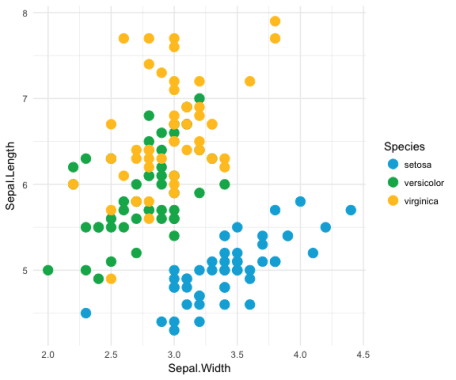 8
7
6
5
Sepal.Length
2.0 2.5 3.0 3.5 4.0 4.5
Sepal.Width
Species
setosa
versicolor
virginica